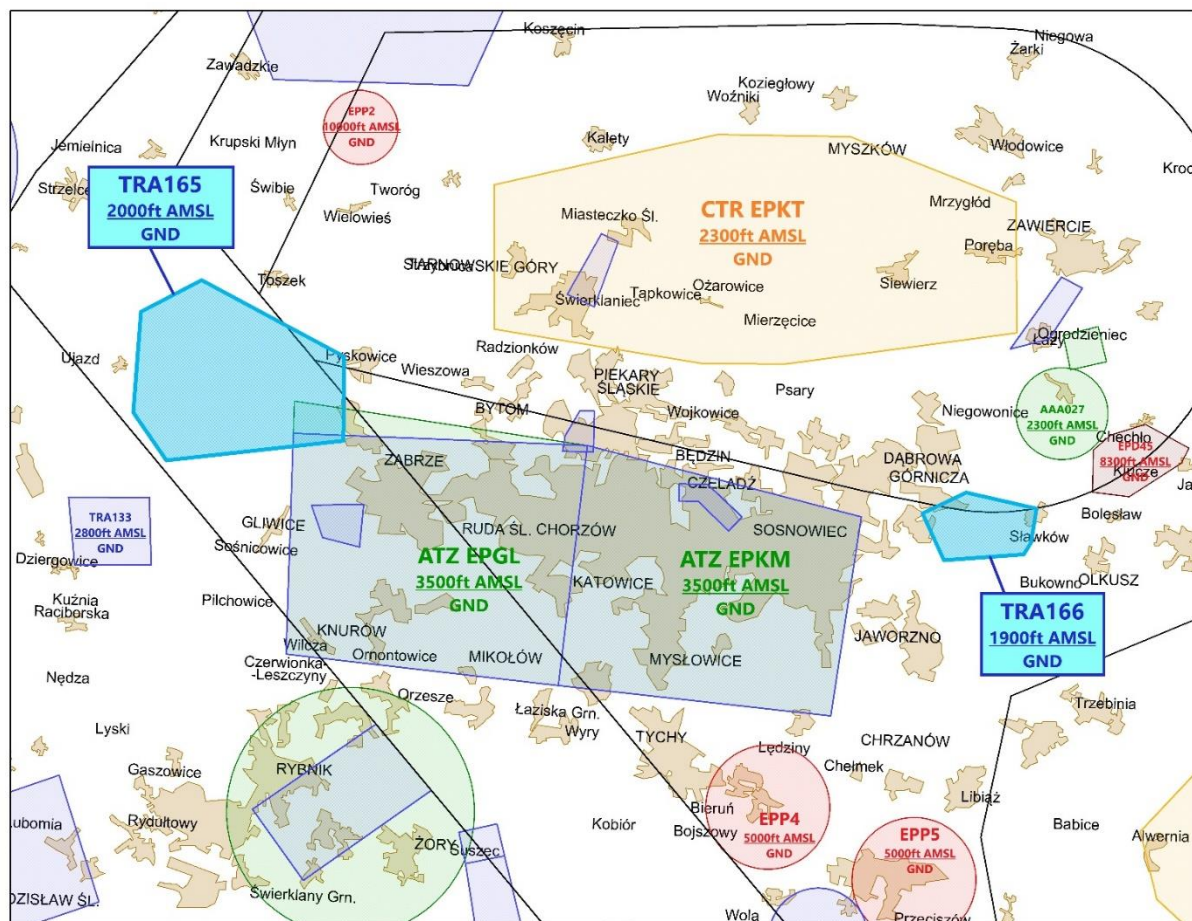 Koszęcin
Niegowa
Żarki
Zawadzkie
Koziegłowy
Woźniki
EPP2
10000ft AMSL
GND
Jemielnica
Krupski Młyn
Kalety
MYSZKÓW
Włodowice
TRA165
2000ft AMSL
GND
Świbie
Tworóg
Wielowieś
Mrzygłód
CTR EPKT
2300ft AMSL
GND
Miasteczko Śl.
ZAWIERCIE
Poręba
TARNOWSKIE GÓRY
Toszek
Świerklaniec
Tąpkowice
Ożarowice
Siewierz
Mierzęcice
Ogrodzieniec
Łazy
Ujazd
Pyskowice
Wieszowa
Radzionków
PIEKARY
ŚLĄSKIE
Psary
BYTOM
Wojkowice
Niegowonice
AAA027
2300ft AMSL
GND
Chechło
EPD45
8300ft AMSL
GND
Klucze
ZABRZE
BĘDZIN
DĄBROWA
GÓRNICZA
CZELADŹ
TRA133
2800ft AMSL
GND
GLIWICE
Sośnicowice
RUDA ŚL.
CHORZÓW
SOSNOWIEC
Bolesław
Sławków
Dziergowice
ATZ EPGL
3500ft AMSL
GND
ATZ EPKM
3500ft AMSL
GND
KATOWICE
Bukowno
OLKUSZ
Kuźnia
Raciborska
Pilchowice
TRA166
1900ft AMSL
GND
KNURÓW
Wilcza
Ornontowice
MIKOŁÓW
MYSŁOWICE
JAWORZNO
Czerwionka-
-Leszczyny
Nędza
Orzesze
Łaziska Grn.
Wyry
Trzebinia
Lyski
TYCHY
Lędziny
CHRZANÓW
Chełmek
Gaszowice
RYBNIK
Libiąż
Rydułtowy
Kobiór
Bieruń
Bojszowy
EPP4
5000ft AMSL
GND
EPP5
5000ft AMSL
GND
Babice
Alwernia
ŻORY
Suszec
Świerklany Grn.
Wola
Przeciszów